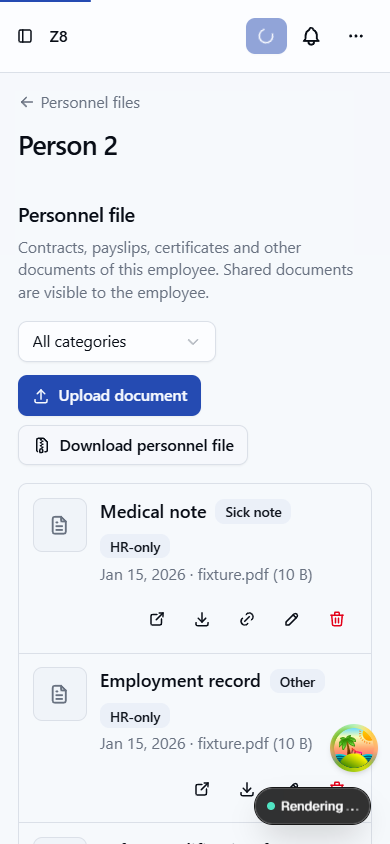 Z8
Personnel files
Person 2
Personnel file
Contracts, payslips, certificates and other
documents of this employee. Shared documents
are visible to the employee.
All categories
Upload document
Download personnel file
Medical note Sick note
HR-only
Jan 15, 2026 · fixture.pdf (10 B)
Employment record Other
HR-only
Jan 15, 2026 · fixture.pdf (10 B)
Rendering ...